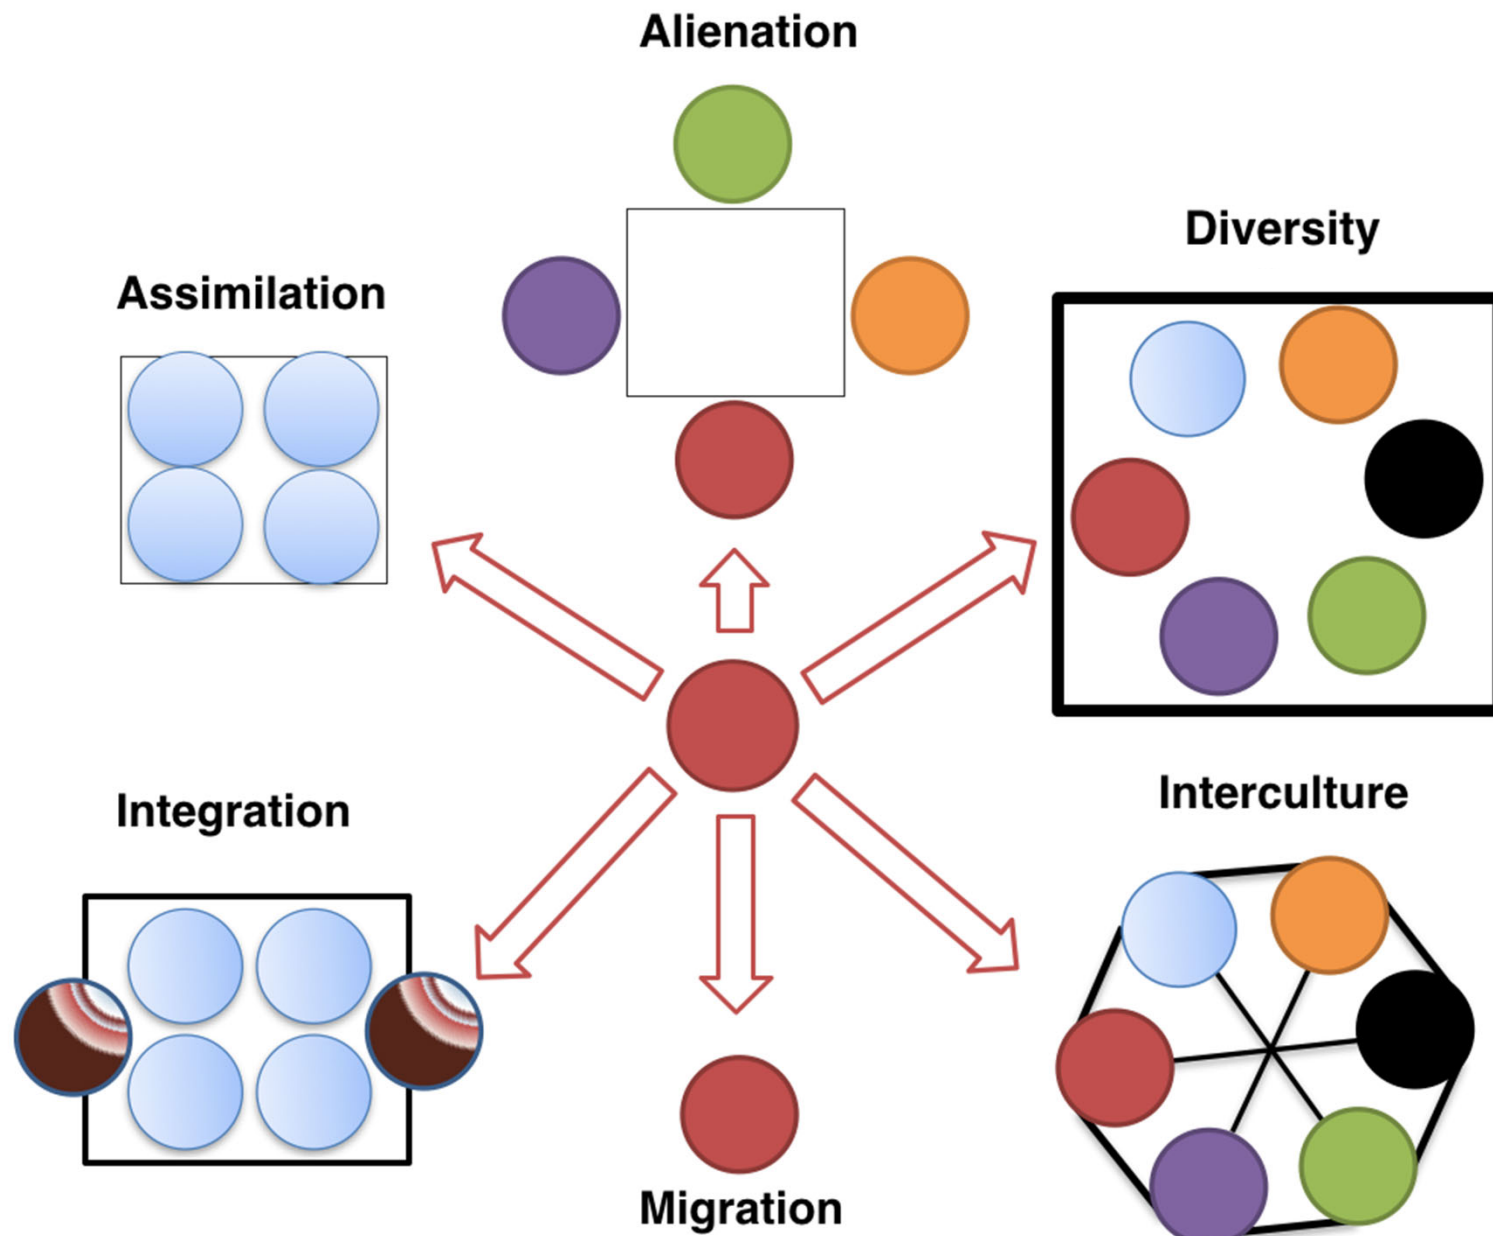 Alienation
Diversity
Assimilation
Interculture
Integration
Migration